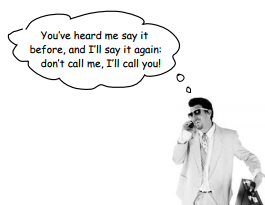 You've heard me say it
before, and I'll say it again:
don't call me, I'll call you!